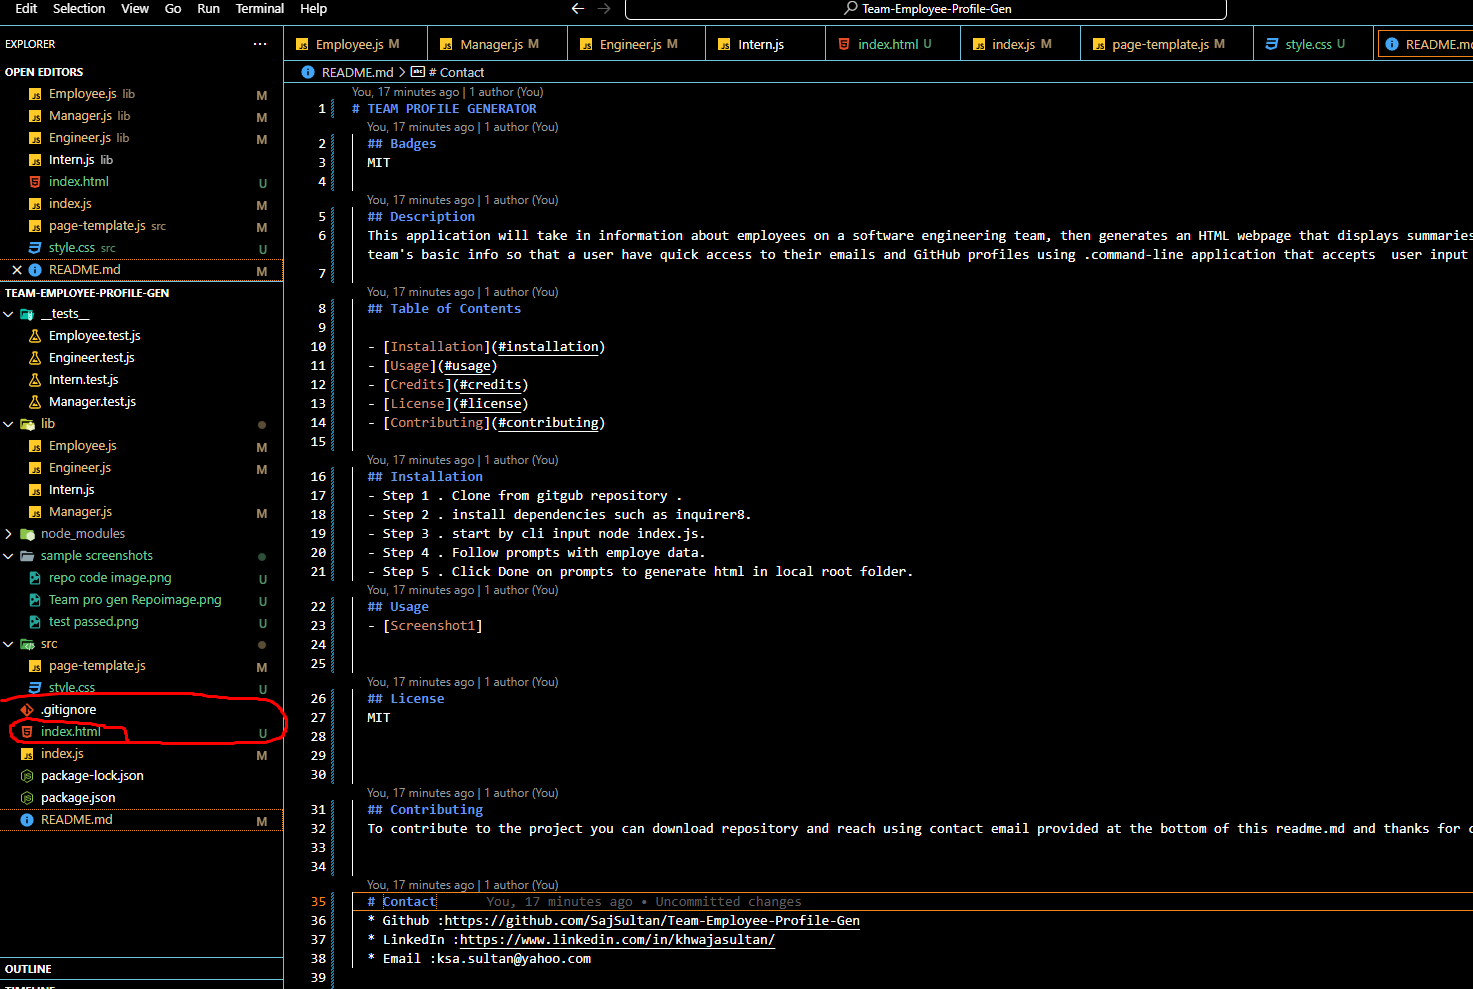 Edit Selection View Go Run Terminal Help
Team-Employee-Profile-Gen
EXPLORER ...
OPEN EDITORS
Employee.js lib M
Manager.js lib M
Engineer.js lib M
Intern.js lib
index.html U
index.js M
page-template.js src M
style.css src U
README.md M
TEAM-EMPLOYEE-PROFILE-GEN
__tests__
Employee.test.js
Engineer.test.js
Intern.test.js
Manager.test.js
lib
Employee.js M
Engineer.js M
Intern.js
Manager.js M
node_modules
sample screenshots
repo code image.png U
Team pro gen Repoimage.png U
test passed.png U
src
page-template.js M
style.css U
.gitignore
index.html U
index.js M
package-lock.json
package.json
README.md M
OUTLINE
TIMELINE
Employee.js M Manager.js M Engineer.js M Intern.js index.html U index.js M page-template.js M style.css U README.md
README.md > # Contact
You, 17 minutes ago | 1 author (You)
1 # TEAM PROFILE GENERATOR
You, 17 minutes ago | 1 author (You)
2 ## Badges
3 MIT
4
You, 17 minutes ago | 1 author (You)
5 ## Description
6 This application will take in information about employees on a software engineering team, then generates an HTML webpage that displays summaries
team's basic info so that a user have quick access to their emails and GitHub profiles using .command-line application that accepts  user input
7
You, 17 minutes ago | 1 author (You)
8 ## Table of Contents
9
10 - [Installation](#installation)
11 - [Usage](#usage)
12 - [Credits](#credits)
13 - [License](#license)
14 - [Contributing](#contributing)
15
You, 17 minutes ago | 1 author (You)
16 ## Installation
17 - Step 1 . Clone from gitgub repository .
18 - Step 2 . install dependencies such as inquirer8.
19 - Step 3 . start by cli input node index.js.
20 - Step 4 . Follow prompts with employe data.
21 - Step 5 . Click Done on prompts to generate html in local root folder.
You, 17 minutes ago | 1 author (You)
22 ## Usage
23 - [Screenshot1]
24
25
You, 17 minutes ago | 1 author (You)
26 ## License
27 MIT
28
29
30
You, 17 minutes ago | 1 author (You)
31 ## Contributing
32 To contribute to the project you can download repository and reach using contact email provided at the bottom of this readme.md and thanks for
33
34
You, 17 minutes ago | 1 author (You)
35 # Contact You, 17 minutes ago • Uncommitted changes
36 * Github :https://github.com/SajSultan/Team-Employee-Profile-Gen
37 * LinkedIn :https://www.linkedin.com/in/khwajasultan/
38 * Email :ksa.sultan@yahoo.com
39